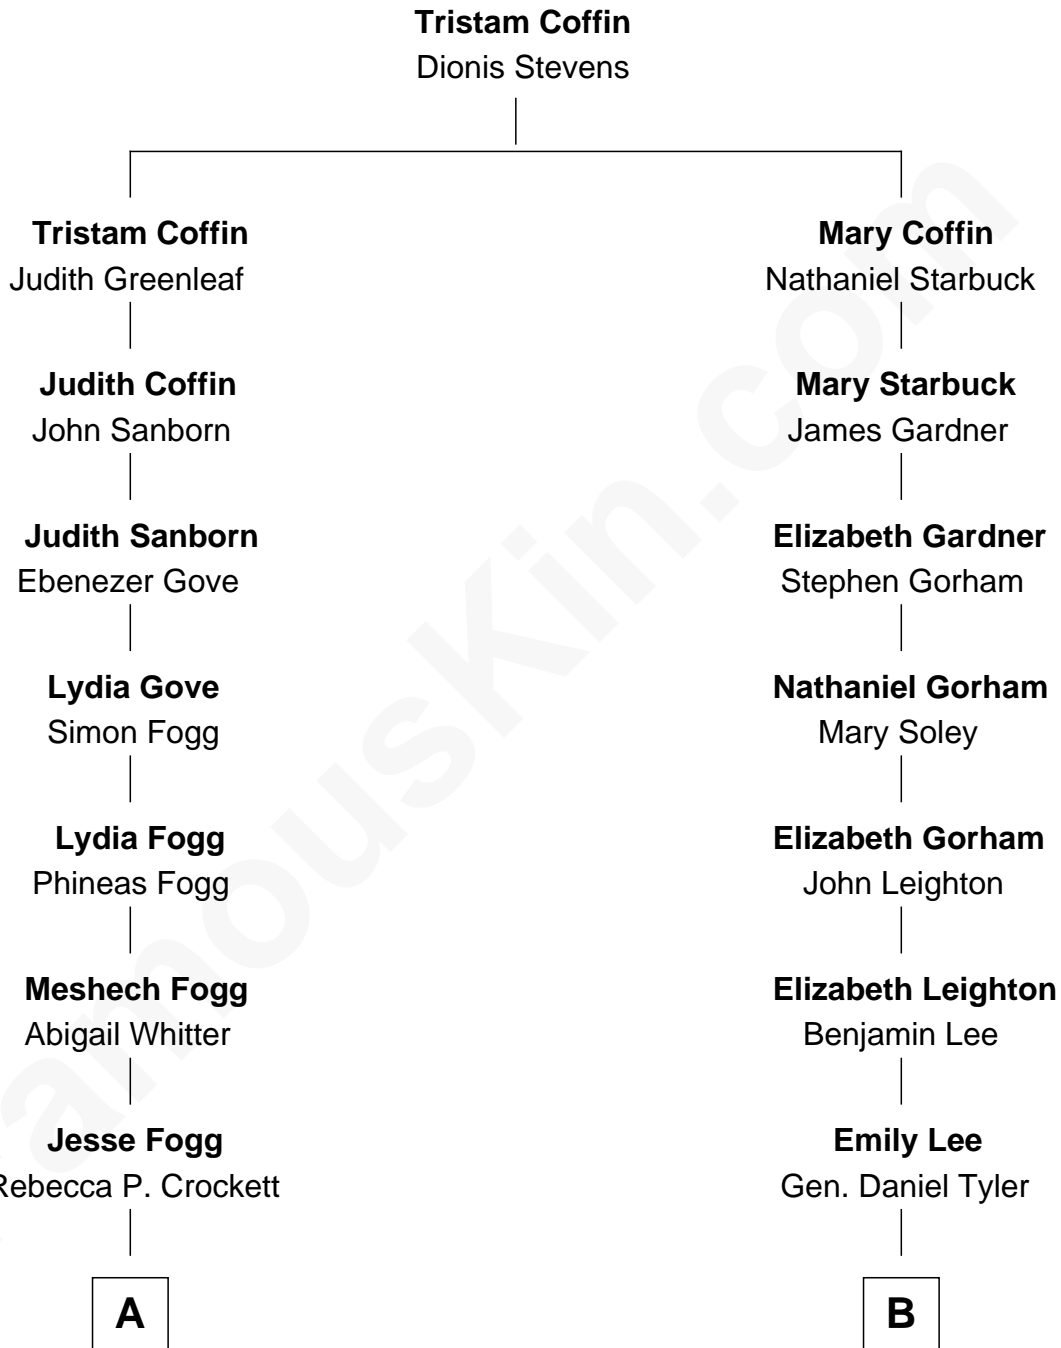 Tristam Coffin
Dionis Stevens
Tristam Coffin
Judith Greenleaf
Judith Coffin
John Sanborn
Judith Sanborn
Ebenezer Gove
Lydia Gove
Simon Fogg
Lydia Fogg
Phineas Fogg
Meshech Fogg
Abigail Whitter
Jesse Fogg
Rebecca P. Crockett
A
Mary Coffin
Nathaniel Starbuck
Mary Starbuck
James Gardner
Elizabeth Gardner
Stephen Gorham
Nathaniel Gorham
Mary Soley
Elizabeth Gorham
John Leighton
Elizabeth Leighton
Benjamin Lee
Emily Lee
Gen. Daniel Tyler
B
amouskin.com